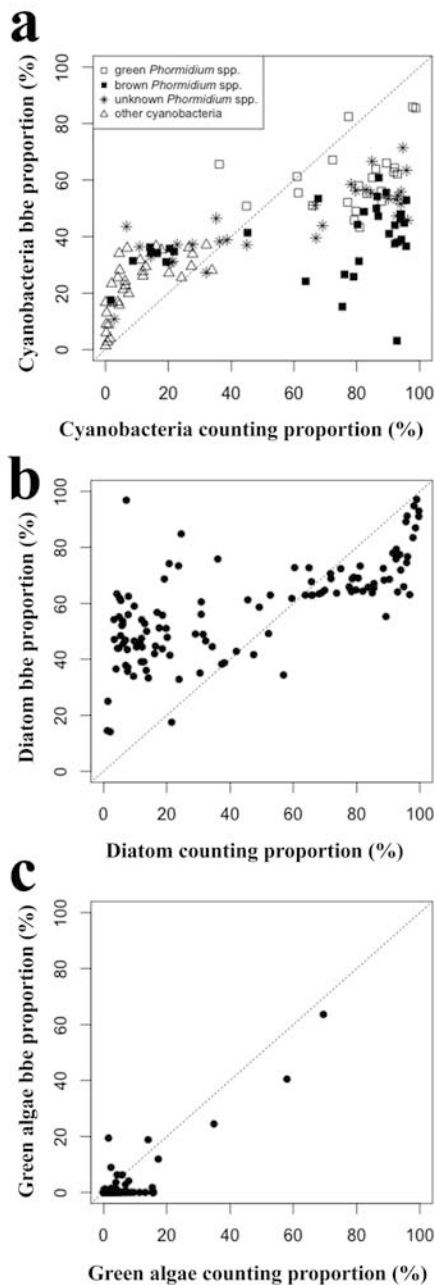 a
□ green Phormidium spp.
■ brown Phormidium spp.
✳ unknown Phormidium spp.
△ other cyanobacteria
100
80
60
40
20
0
Cyanobacteria bbe proportion (%)
0 20 40 60 80 100
Cyanobacteria counting proportion (%)
b
100
80
60
40
20
0
Diatom bbe proportion (%)
0 20 40 60 80 100
Diatom counting proportion (%)
c
100
80
60
40
20
0
Green algae bbe proportion (%)
0 20 40 60 80 100
Green algae counting proportion (%)